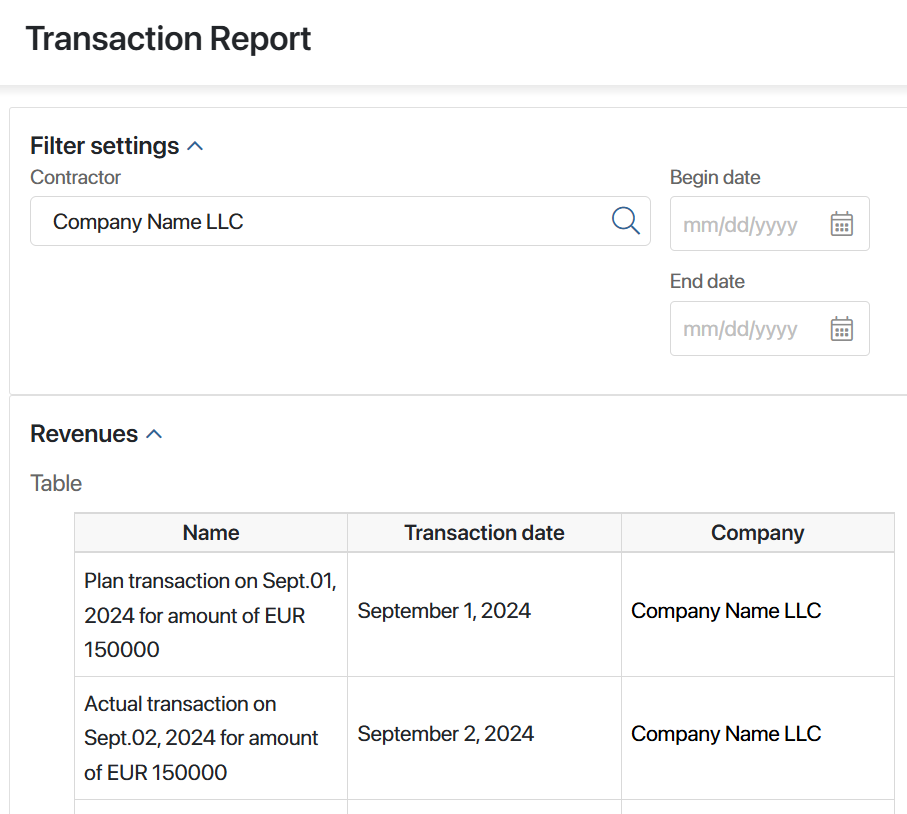 Transaction Report
Filter settings
Contractor
Company Name LLC
Begin date
mm/dd/yyyy
End date
mm/dd/yyyy
Revenues
Table
Name
Transaction date
Company
Plan transaction on Sept.01,
2024 for amount of EUR
150000
September 1, 2024
Company Name LLC
Actual transaction on
Sept.02, 2024 for amount
of EUR 150000
September 2, 2024
Company Name LLC